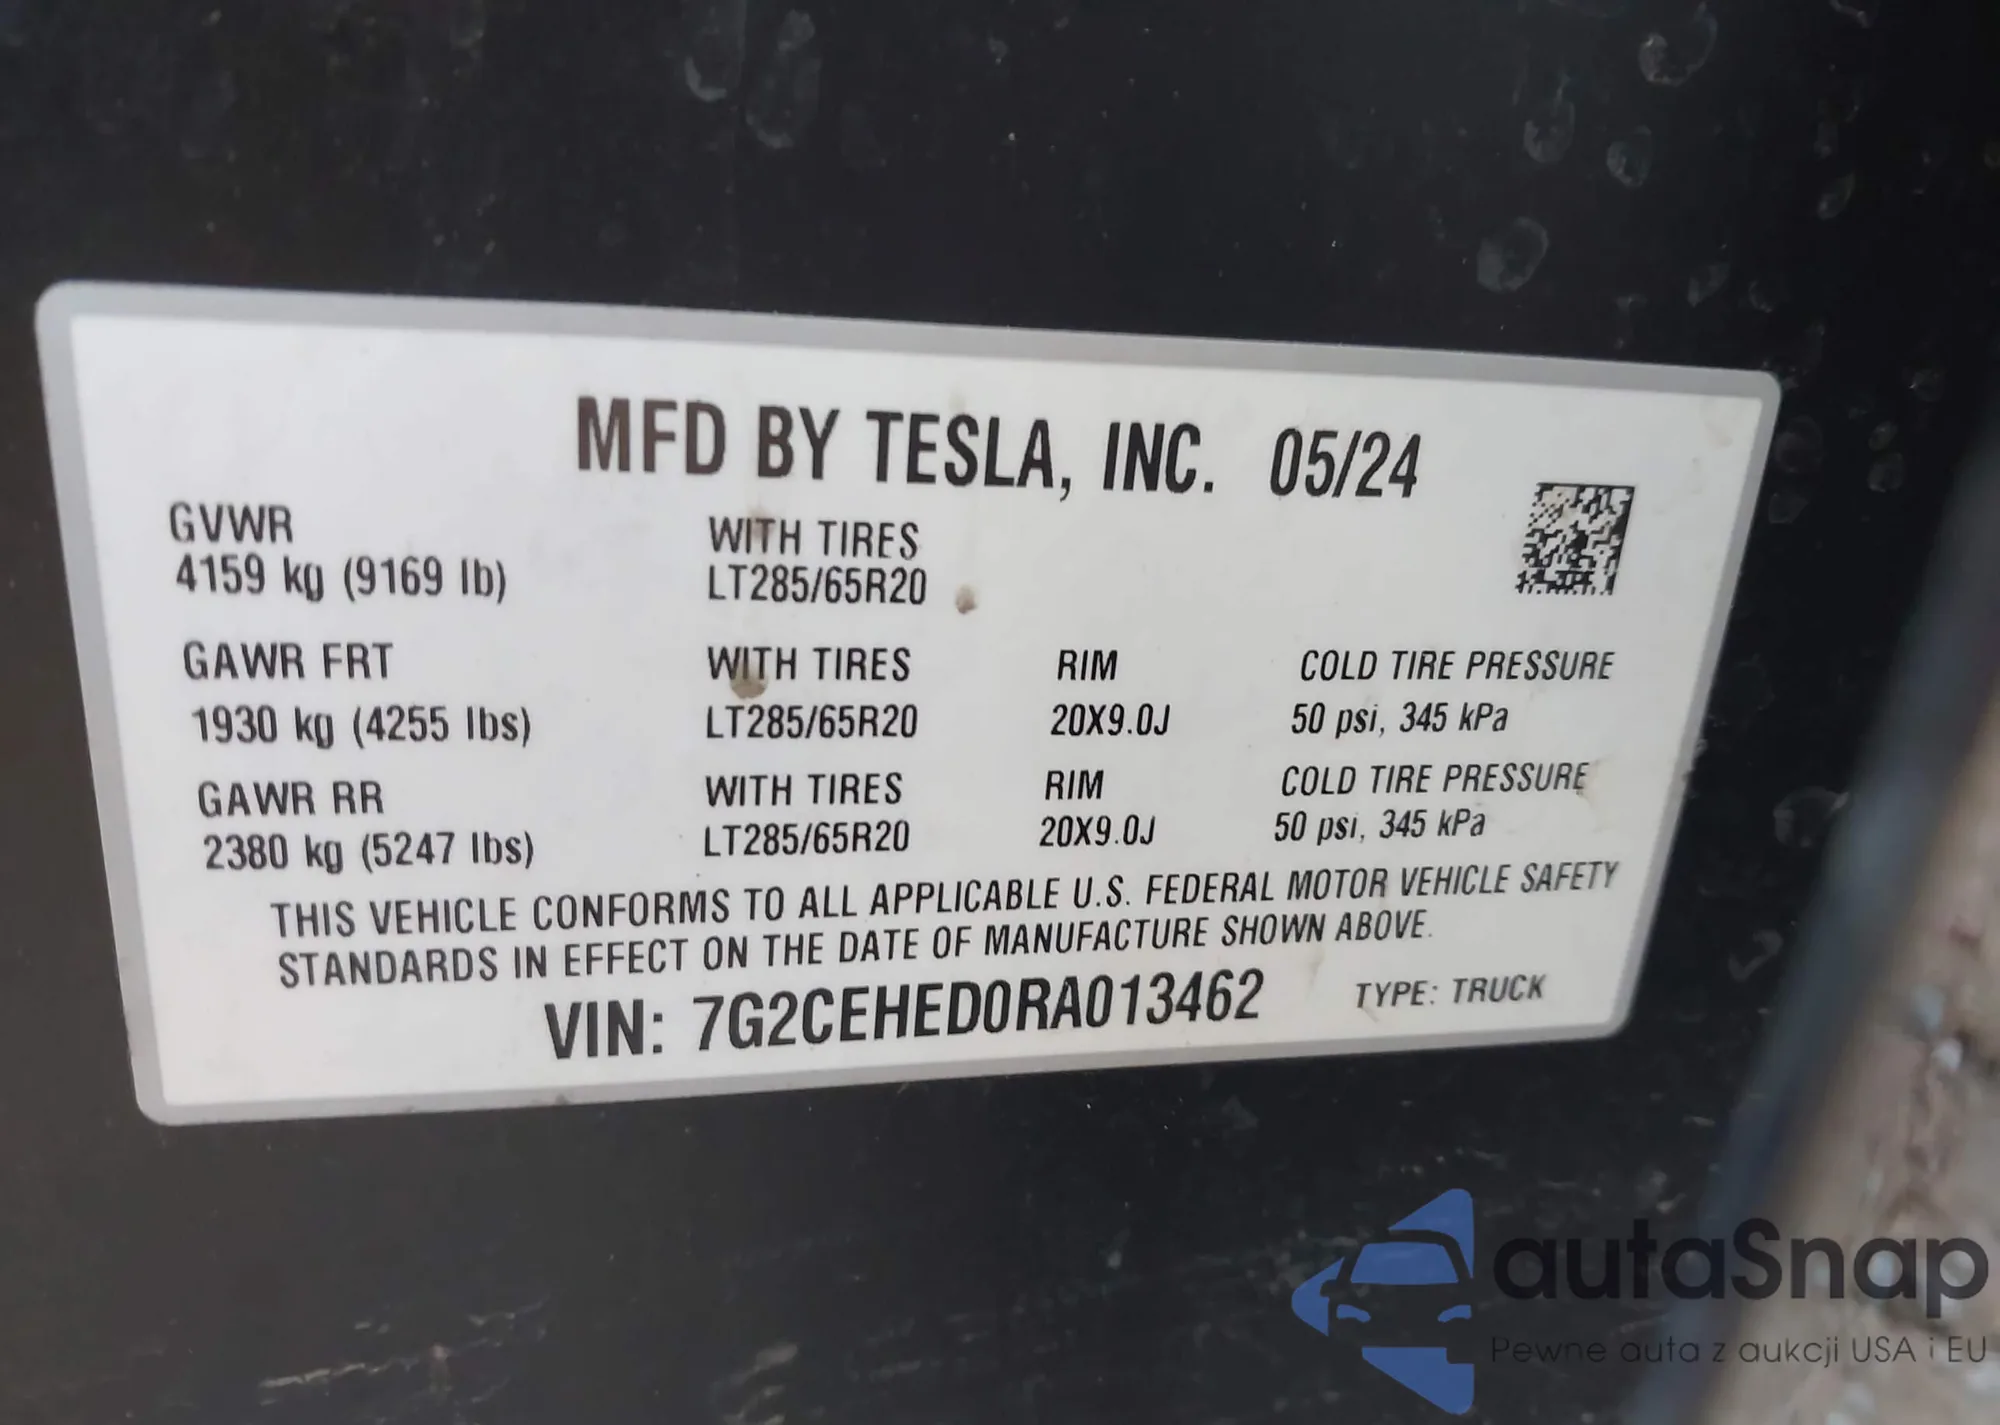 MFD BY TESLA, INC. 05/24
GVWR WITH TIRES
4159 kg (9169 lb) LT285/65R20
GAWR FRT WITH TIRES RIM COLD TIRE PRESSURE
1930 kg (4255 lbs) LT285/65R20 20X9.0J 50 psi, 345 kPa
GAWR RR WITH TIRES RIM COLD TIRE PRESSURE
2380 kg (5247 lbs) LT285/65R20 20X9.0J 50 psi, 345 kPa
THIS VEHICLE CONFORMS TO ALL APPLICABLE U.S. FEDERAL MOTOR VEHICLE SAFETY
STANDARDS IN EFFECT ON THE DATE OF MANUFACTURE SHOWN ABOVE.
VIN: 7G2CEHED0RA013462 TYPE: TRUCK
autaSnap
Pewne auta z aukcji USA i EU